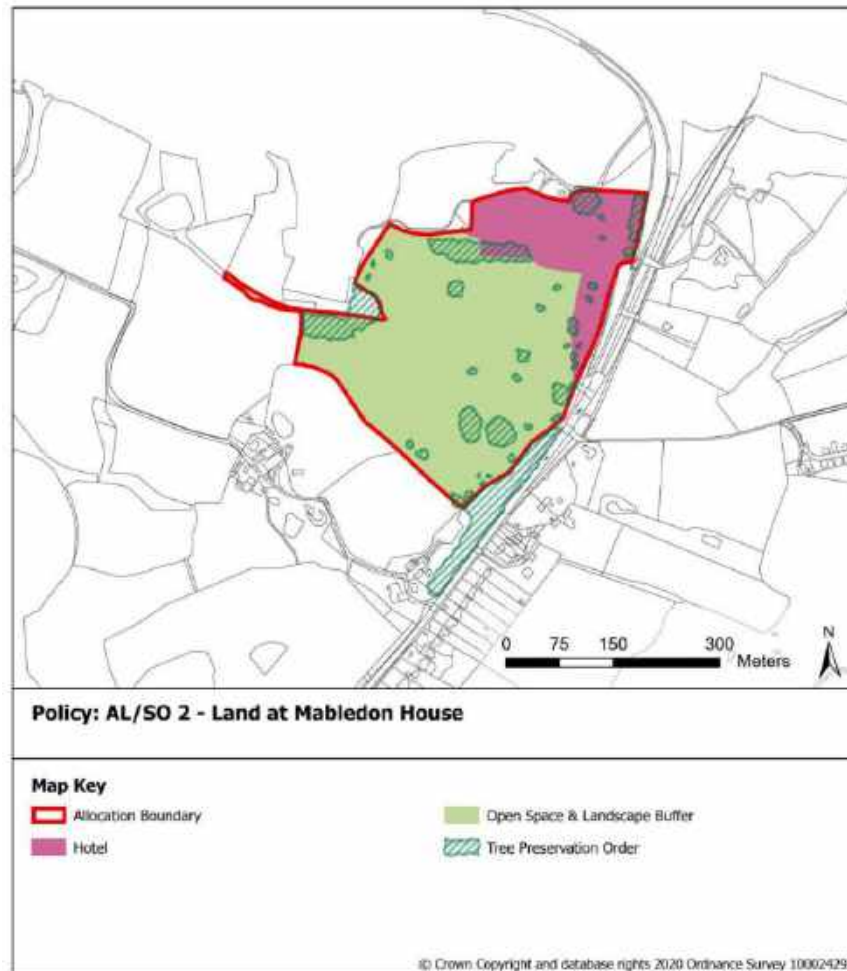 N
0 75 150 300
Meters
Policy: AL/SO 2 - Land at Mabledon House
Map Key
Allocation Boundary
Open Space & Landscape Buffer
Hotel
Tree Preservation Order
© Crown Copyright and database rights 2020 Ordnance Survey 10002429